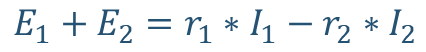 E₁ + E₂ = r₁ * I₁ − r₂ * I₂